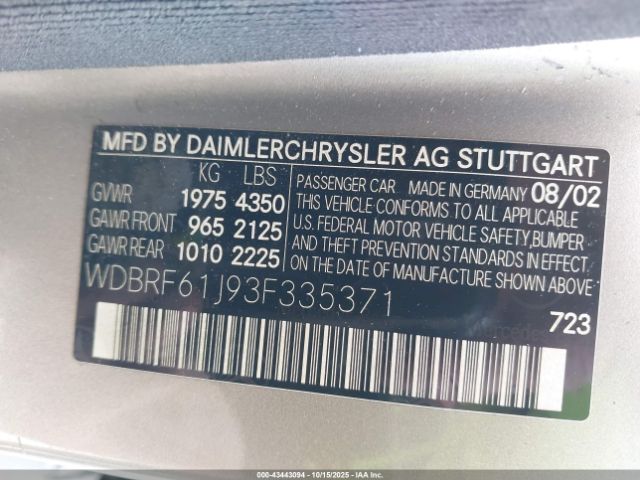 MFD BY DAIMLERCHRYSLER AG STUTTGART
KG LBS
GVWR 1975 4350
GAWR FRONT 965 2125
GAWR REAR 1010 2225
PASSENGER CAR MADE IN GERMANY 08/02
THIS VEHICLE CONFORMS TO ALL APPLICABLE
U.S. FEDERAL MOTOR VEHICLE SAFETY, BUMPER
AND THEFT PREVENTION STANDARDS IN
EFFECT ON THE DATE OF MANUFACTURE
SHOWN ABOVE.
WDBRF61J93F335371
723
000-43443094 - 10/15/2025 - IAA, Inc.